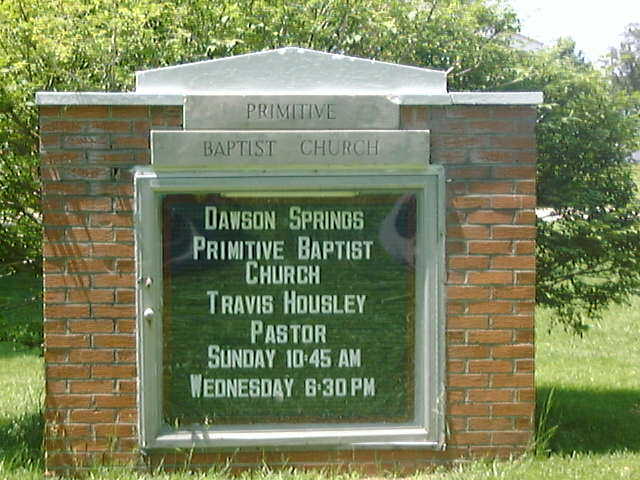 PRIMITIVE
BAPTIST CHURCH
DAWSON SPRINGS
PRIMITIVE BAPTIST
CHURCH
TRAVIS HOUSLEY
PASTOR
SUNDAY 10:45 AM
WEDNESDAY 6:30 PM